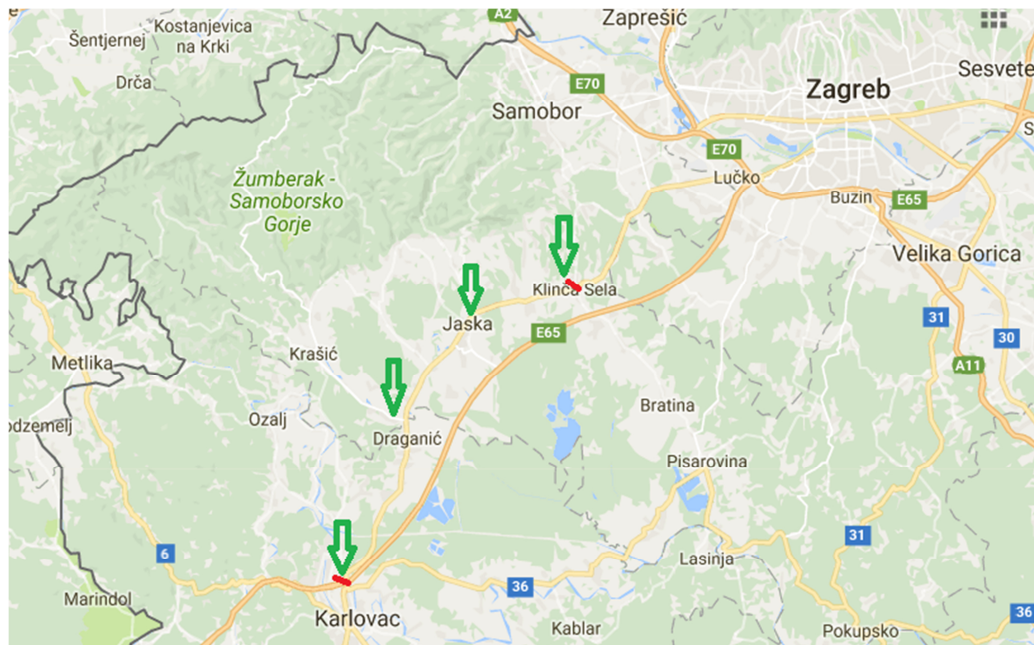 e
Kostanjevica
na Krki
Šentjernej
Drča
A2
Zaprešić
E70
Samobor
Zagreb
Sesvete
E70
Lučko
Žumberak -
Samoborsko
Gorje
Buzin
E65
Velika Gorica
Klinča Sela
31
Jaska
E65
30
Krašić
Metlika
A11
Bratina
Ozalj
odzemelj
Draganić
Pisarovina
31
6
Lasinja
36
Marindol
Karlovac
Kablar
Pokupsko
36